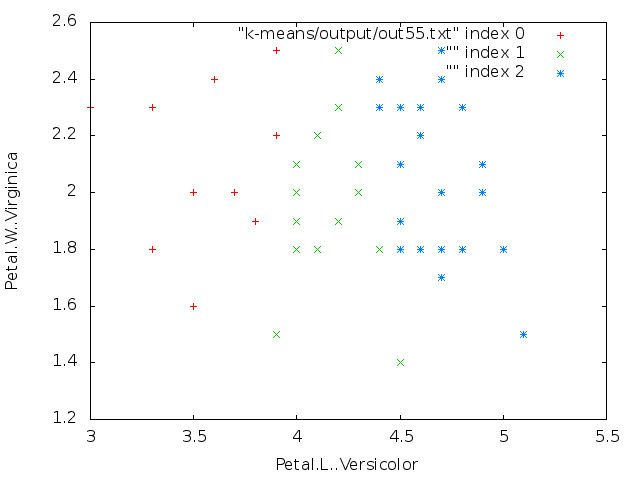 "k-means/output/out55.txt" index 0
"" index 1
"" index 2
2.6
2.4
2.2
2
1.8
1.6
1.4
1.2
Petal.W..Virginica
3 3.5 4 4.5 5 5.5
Petal.L..Versicolor